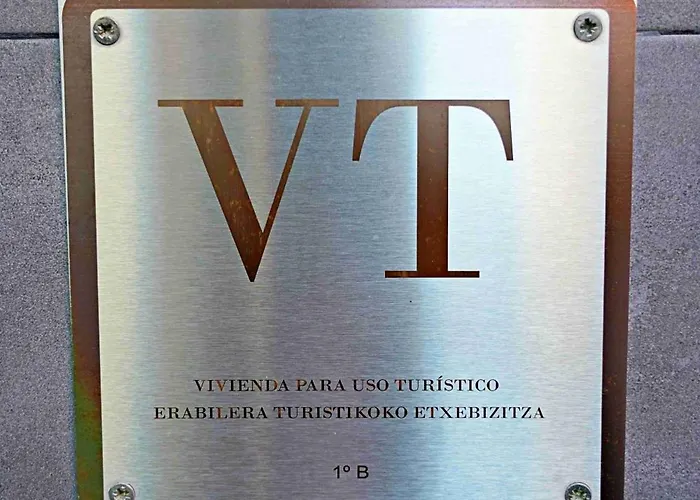 VT
VIVIENDA PARA USO TURÍSTICO
ERABILERA TURISTIKOKO ETXEBIZITZA
1º B